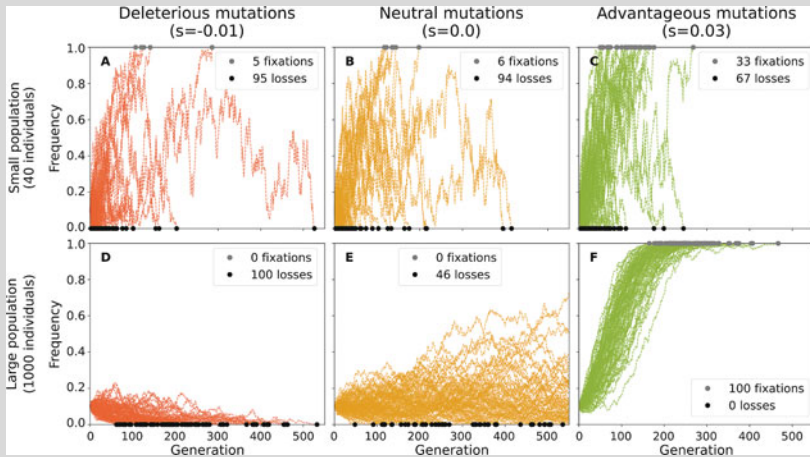 Deleterious mutations
(s=-0.01)
Neutral mutations
(s=0.0)
Advantageous mutations
(s=0.03)
Small population
(40 individuals)
Frequency
1.0
0.8
0.6
0.4
0.2
0.0
A
5 fixations
95 losses
Frequency
B
6 fixations
94 losses
Frequency
C
33 fixations
67 losses
Large population
(1000 individuals)
Frequency
1.0
0.8
0.6
0.4
0.2
0.0
D
0 fixations
100 losses
E
0 fixations
46 losses
F
100 fixations
0 losses
0 100 200 300 400 500
Generation
0 100 200 300 400 500
Generation
0 100 200 300 400 500
Generation